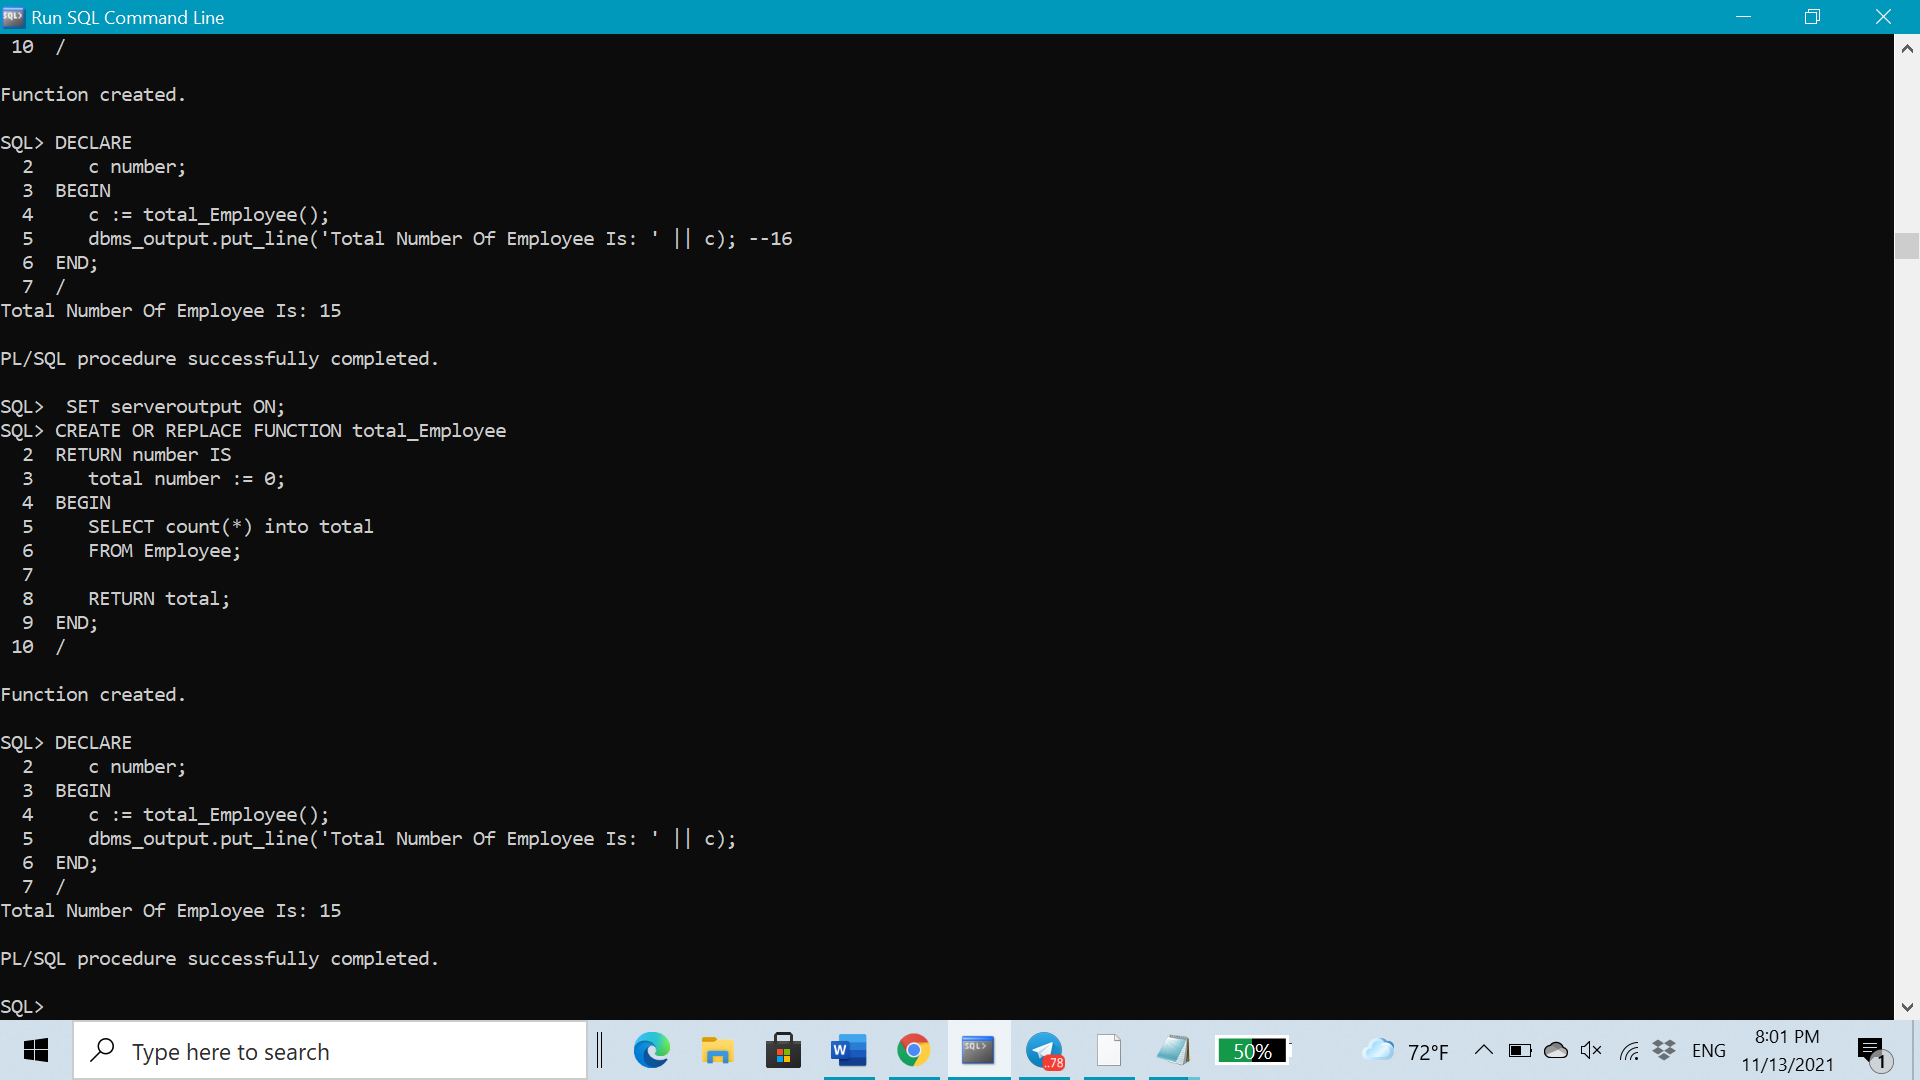 Run SQL Command Line
 10  /

Function created.

SQL> DECLARE
  2     c number;
  3  BEGIN
  4     c := total_Employee();
  5     dbms_output.put_line('Total Number Of Employee Is: ' || c); --16
  6  END;
  7  /
Total Number Of Employee Is: 15

PL/SQL procedure successfully completed.

SQL>  SET serveroutput ON;
SQL> CREATE OR REPLACE FUNCTION total_Employee
  2  RETURN number IS
  3     total number := 0;
  4  BEGIN
  5     SELECT count(*) into total
  6     FROM Employee;
  7
  8     RETURN total;
  9  END;
 10  /

Function created.

SQL> DECLARE
  2     c number;
  3  BEGIN
  4     c := total_Employee();
  5     dbms_output.put_line('Total Number Of Employee Is: ' || c);
  6  END;
  7  /
Total Number Of Employee Is: 15

PL/SQL procedure successfully completed.

SQL>
Type here to search
..78
50%
72°F
ENG
8:01 PM
11/13/2021
1